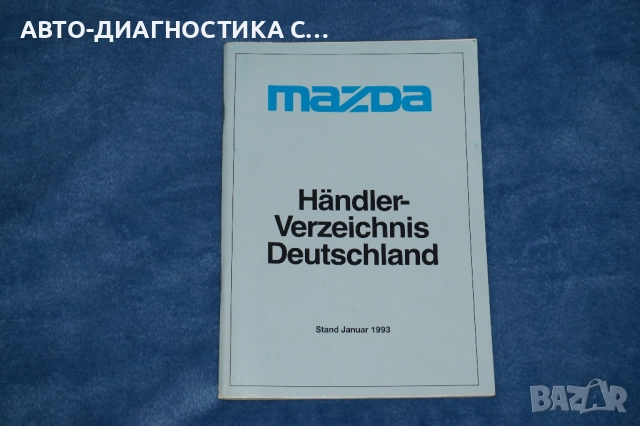 АВТО-ДИАГНОСТИКА С...
mazda
Händler-
Verzeichnis
Deutschland
Stand Januar 1993
BAZAR